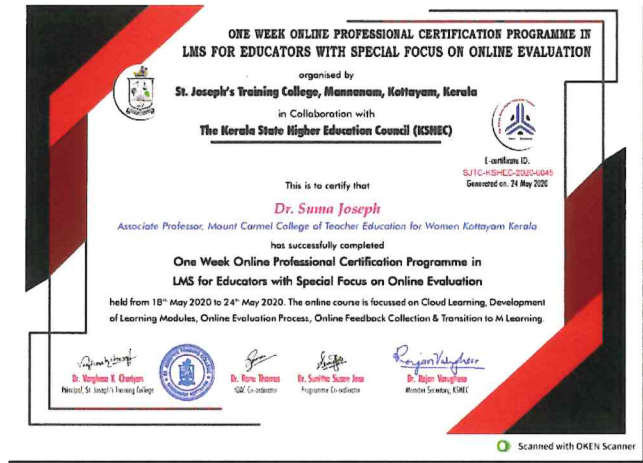 ONE WEEK ONLINE PROFESSIONAL CERTIFICATION PROGRAMME IN
LMS FOR EDUCATORS WITH SPECIAL FOCUS ON ONLINE EVALUATION
organised by
St. Joseph's Training College, Mannanam, Kottayam, Kerala
in Collaboration with
The Kerala State Higher Education Council (KSHEC)
E-certificate ID.
SJTC-KSHEC-2020-0045
Generated on. 24 May 2020
This is to certify that
Dr. Suma Joseph
Associate Professor, Mount Carmel College of Teacher Education for Women Kottayam Kerala
has successfully completed
One Week Online Professional Certification Programme in
LMS for Educators with Special Focus on Online Evaluation
held from 18th May 2020 to 24th May 2020. The online course is focussed on Cloud Learning, Development
of Learning Modules, Online Evaluation Process, Online Feedback Collection & Transition to M Learning.
Dr. Varghese K. Cheriyan
Principal, St. Joseph's Training College
Dr. Renu Thomas
IQAC Co-ordinator
Dr. Sunitha Susan Jose
Programme Co-ordinator
Rajan Varughese
Dr. Rajan Varughese
Member Secretary, KSHEC
Scanned with OKEN Scanner